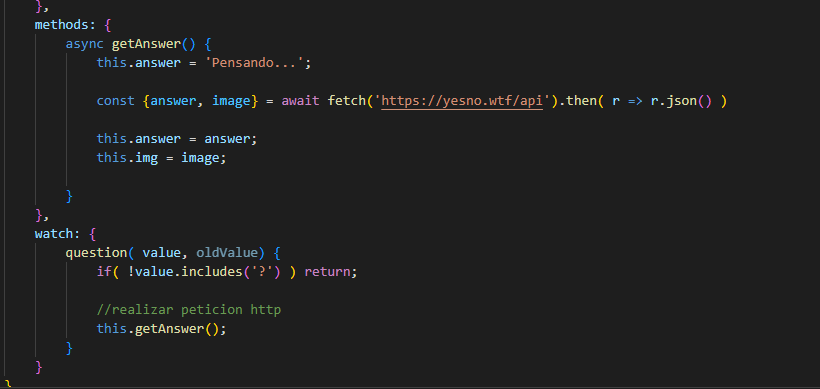 },
methods: {
async getAnswer() {
this.answer = 'Pensando...';
const {answer, image} = await fetch('https://yesno.wtf/api').then( r => r.json() )
this.answer = answer;
this.img = image;
}
},
watch: {
question( value, oldValue) {
if( !value.includes('?') ) return;
//realizar peticion http
this.getAnswer();
}
}
}